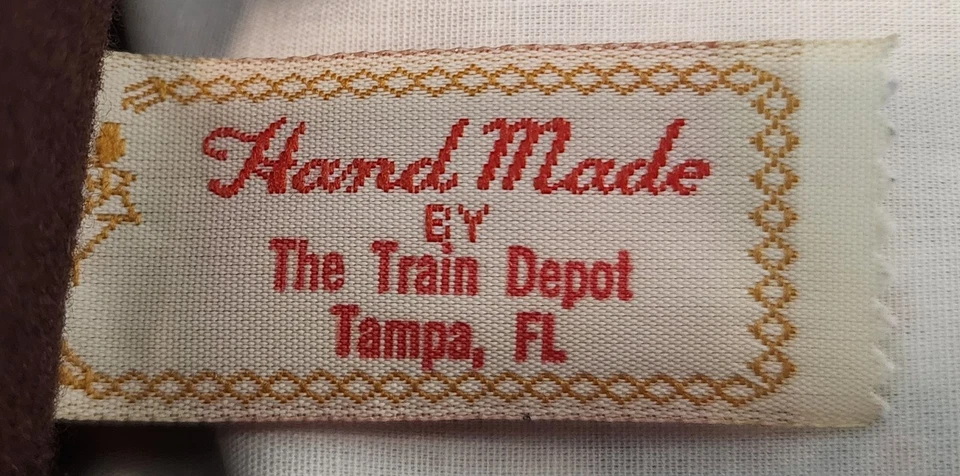 Hand Made
BY
The Train Depot
Tampa, FL